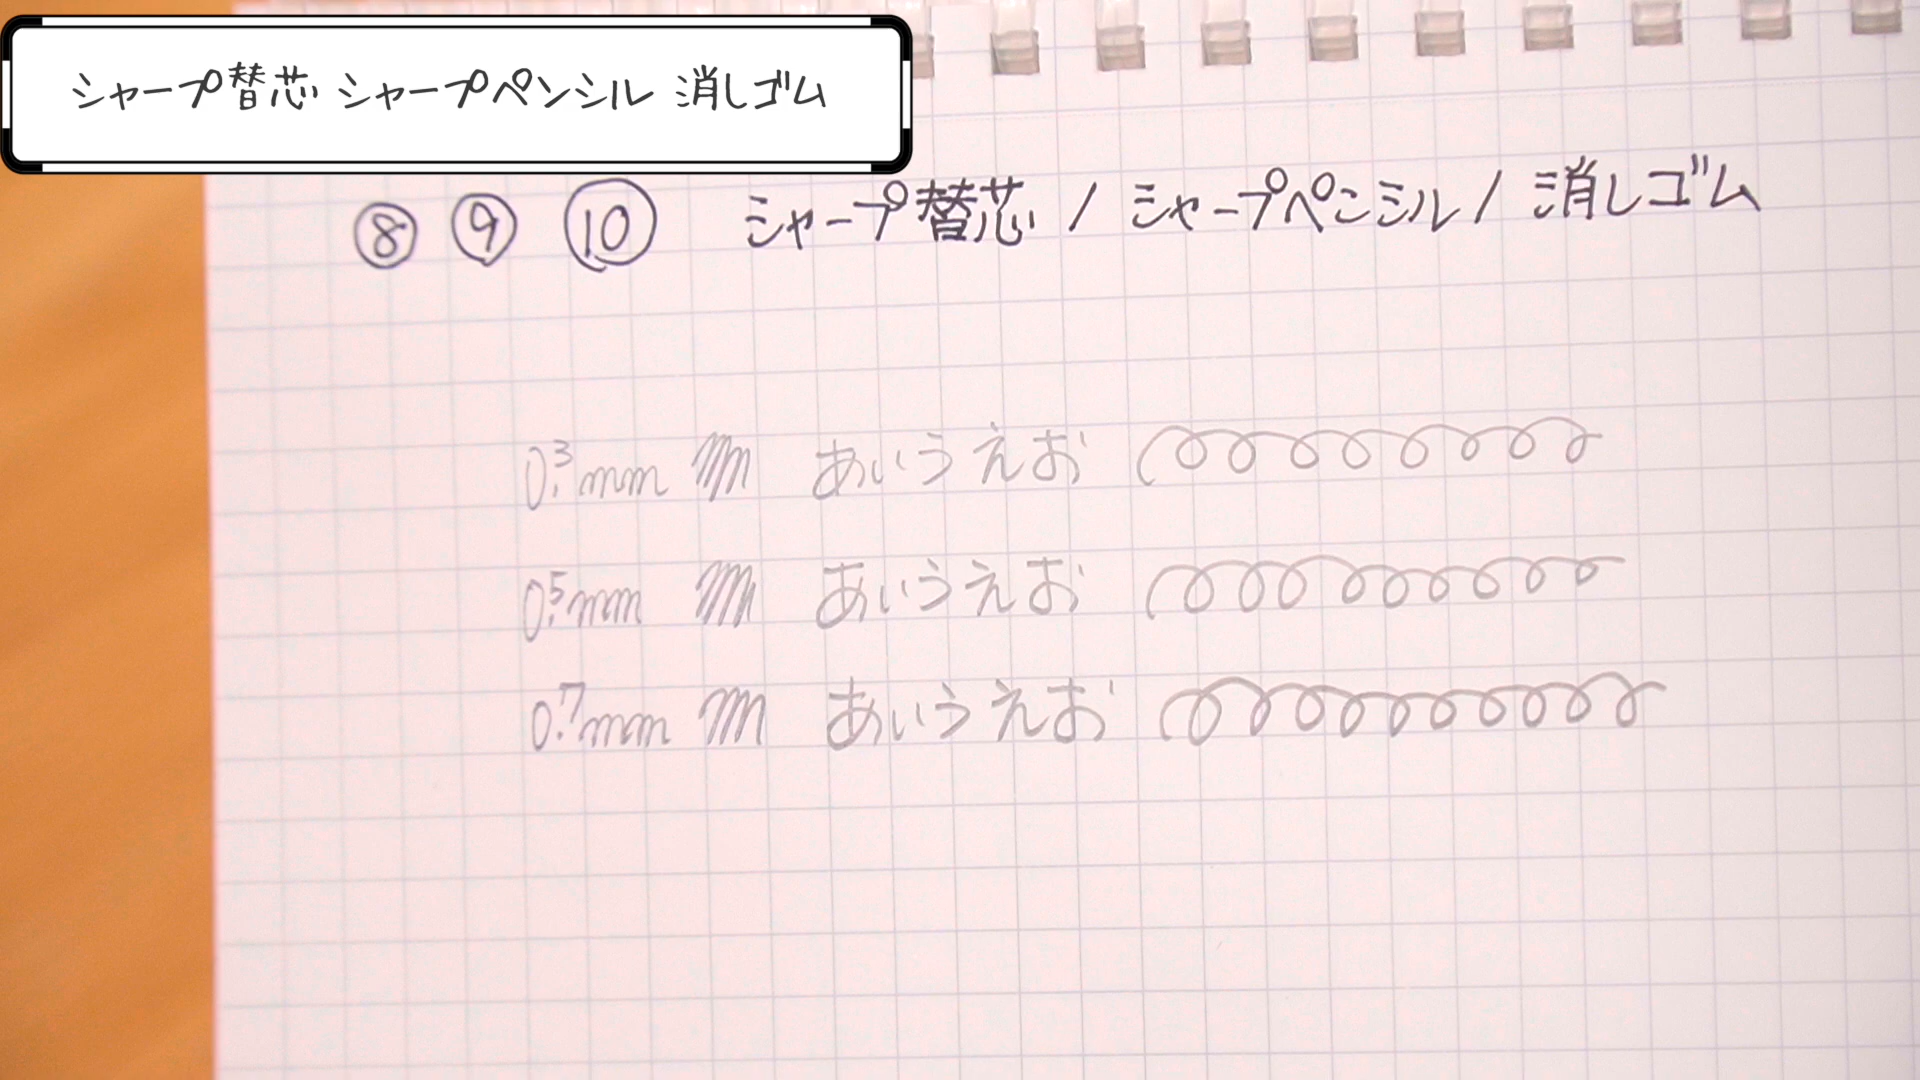 シャープ替芯 シャープペンシル 消しゴム
⑧ ⑨ ⑩ シャープ替芯 / シャープペンシル / 消しゴム
0.3mm あいうえお
0.5mm あいうえお
0.7mm あいうえお